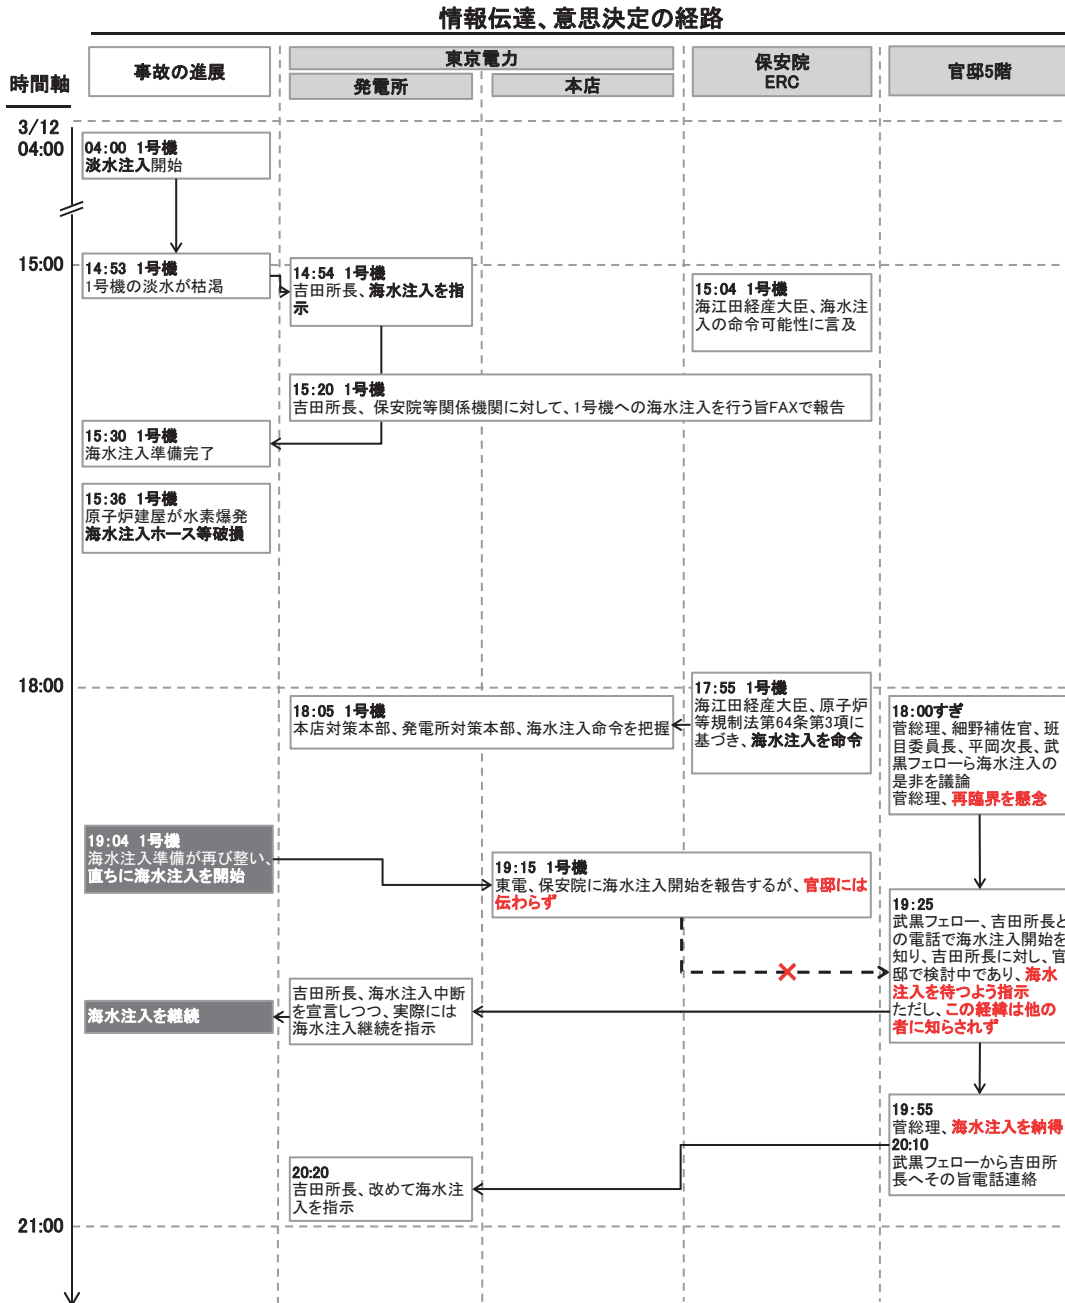 情報伝達、意思決定の経路
時間軸
事故の進展
東京電力
発電所
本店
保安院
ERC
官邸5階
3/12
04:00
04:00 1号機
淡水注入開始
15:00
14:53 1号機
1号機の淡水が枯渇
14:54 1号機
吉田所長、海水注入を指
示
15:04 1号機
海江田経産大臣、海水注
入の命令可能性に言及
15:20 1号機
吉田所長、保安院等関係機関に対して、1号機への海水注入を行う旨FAXで報告
15:30 1号機
海水注入準備完了
15:36 1号機
原子炉建屋が水素爆発
海水注入ホース等破損
18:00
17:55 1号機
海江田経産大臣、原子炉
等規制法第64条第3項に
基づき、海水注入を命令
18:05 1号機
本店対策本部、発電所対策本部、海水注入命令を把握
18:00すぎ
菅総理、細野補佐官、班
目委員長、平岡次長、武
黒フェローら海水注入の
是非を議論
菅総理、再臨界を懸念
19:04 1号機
海水注入準備が再び整い、
直ちに海水注入を開始
19:15 1号機
東電、保安院に海水注入開始を報告するが、官邸には
伝わらず
19:25
武黒フェロー、吉田所長と
の電話で海水注入開始を
知り、吉田所長に対し、官
邸で検討中であり、海水
注入を待つよう指示
ただし、この経緯は他の
者に知らされず
吉田所長、海水注入中断
を宣言しつつ、実際には
海水注入継続を指示
海水注入を継続
19:55
菅総理、海水注入を納得
20:10
武黒フェローから吉田所
長へその旨電話連絡
20:20
吉田所長、改めて海水注
入を指示
21:00